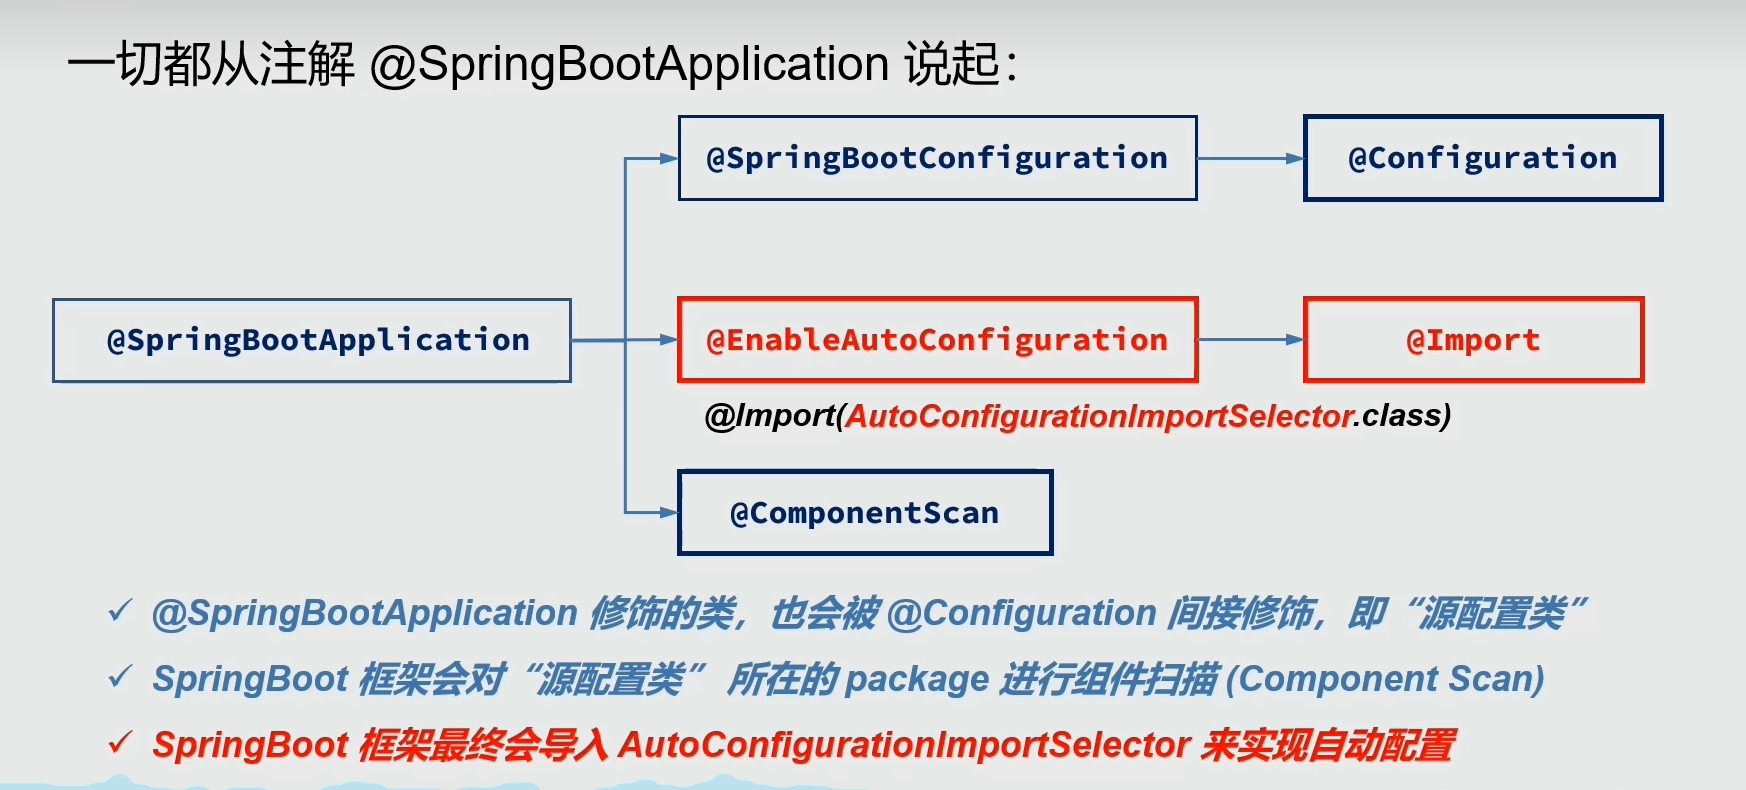 一切都从注解 @SpringBootApplication 说起：
@SpringBootConfiguration
@Configuration
@SpringBootApplication
@EnableAutoConfiguration
@Import
@Import(AutoConfigurationImportSelector.class)
@ComponentScan
✓ @SpringBootApplication 修饰的类，也会被 @Configuration 间接修饰，即“源配置类”
✓ SpringBoot 框架会对“源配置类” 所在的 package 进行组件扫描 (Component Scan)
✓ SpringBoot 框架最终会导入 AutoConfigurationImportSelector 来实现自动配置